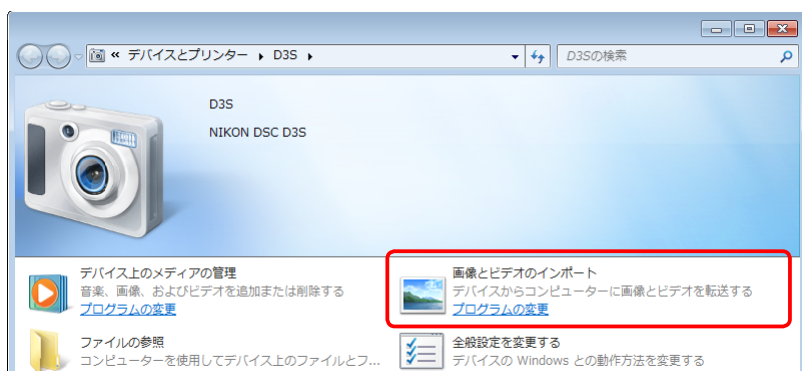 « デバイスとプリンター ▸ D3S ▸
D3Sの検索
D3S
NIKON DSC D3S
デバイス上のメディアの管理
音楽、画像、およびビデオを追加または削除する
プログラムの変更
画像とビデオのインポート
デバイスからコンピューターに画像とビデオを転送する
プログラムの変更
ファイルの参照
コンピューターを使用してデバイス上のファイルとフ...
全般設定を変更する
デバイスの Windows との動作方法を変更する